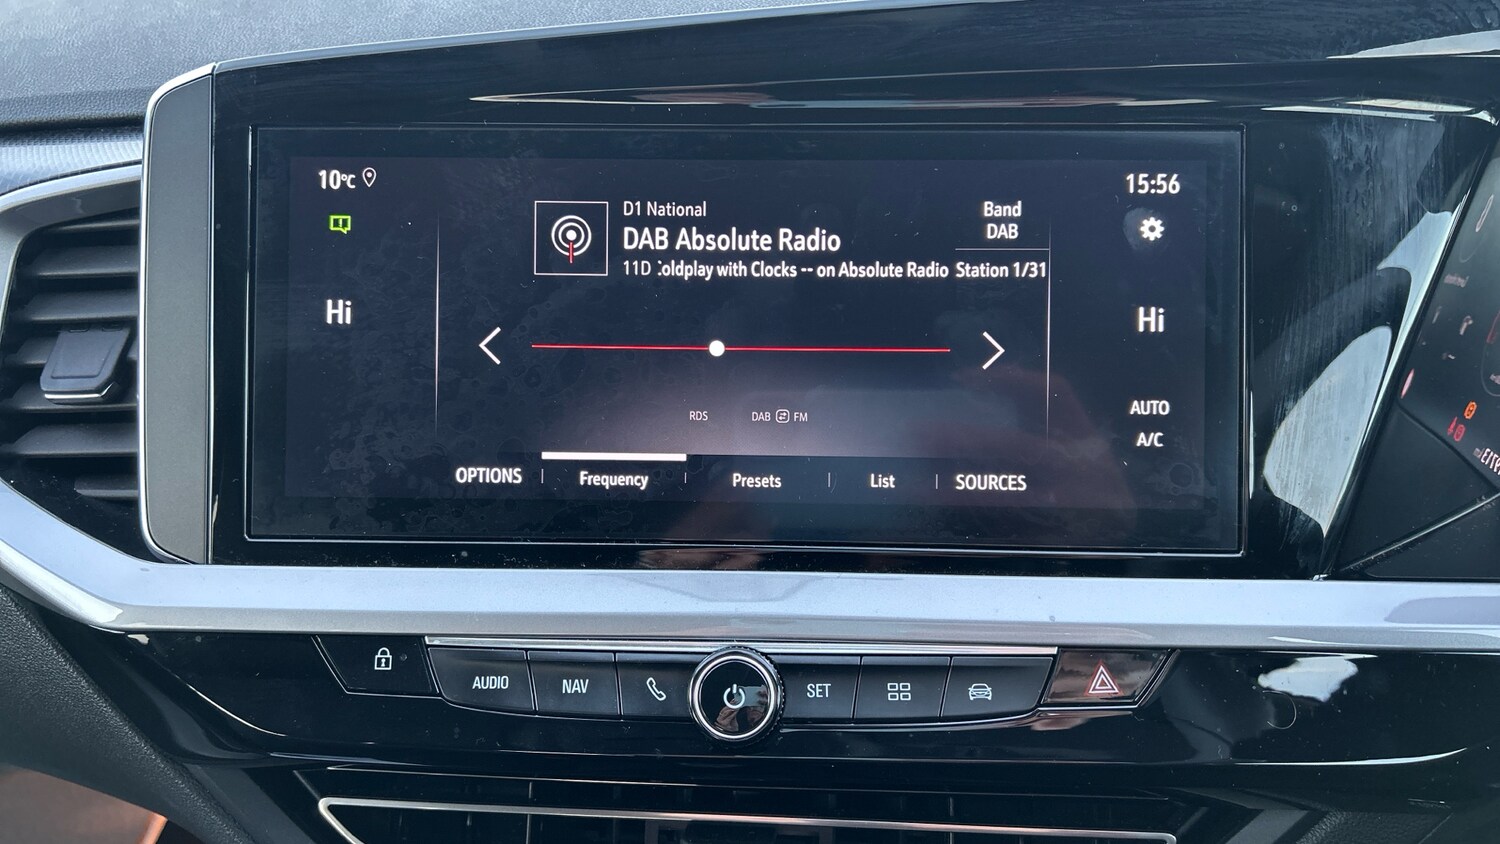 10°C
15:56
D1 National
Band
DAB
DAB Absolute Radio
11D :oldplay with Clocks -- on Absolute Radio
Station 1/31
Hi
Hi
RDS
DAB FM
AUTO
A/C
OPTIONS
Frequency
Presets
List
SOURCES
AUDIO
NAV
SET